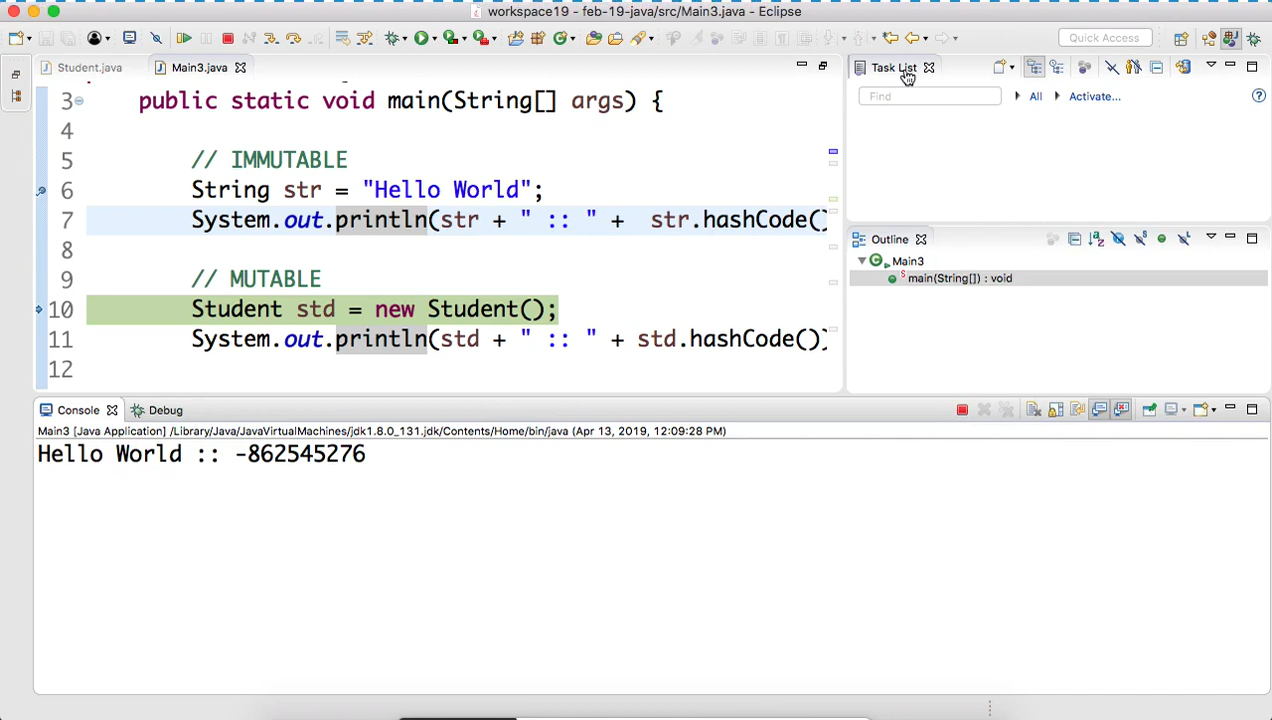 workspace19 - feb-19-java/src/Main3.java - Eclipse
Quick Access
Student.java
Main3.java
3 public static void main(String[] args) {
4
5 // IMMUTABLE
6 String str = "Hello World";
7 System.out.println(str + " :: " + str.hashCode()
8
9 // MUTABLE
10 Student std = new Student();
11 System.out.println(std + " :: " + std.hashCode())
12
Task List
Find
All
Activate...
Outline
Main3
main(String[]) : void
Console
Debug
Main3 [Java Application] /Library/Java/JavaVirtualMachines/jdk1.8.0_131.jdk/Contents/Home/bin/java (Apr 13, 2019, 12:09:28 PM)
Hello World :: -862545276